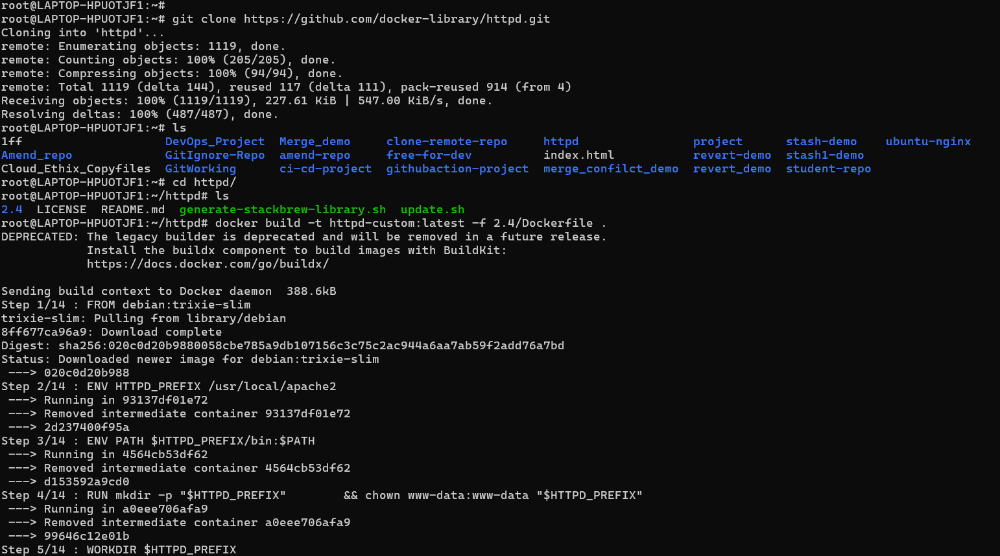 root@LAPTOP-HPUOTJF1:~#
root@LAPTOP-HPUOTJF1:~# git clone https://github.com/docker-library/httpd.git
Cloning into 'httpd'...
remote: Enumerating objects: 1119, done.
remote: Counting objects: 100% (205/205), done.
remote: Compressing objects: 100% (94/94), done.
remote: Total 1119 (delta 144), reused 117 (delta 111), pack-reused 914 (from 4)
Receiving objects: 100% (1119/1119), 227.61 KiB | 547.00 KiB/s, done.
Resolving deltas: 100% (487/487), done.
root@LAPTOP-HPUOTJF1:~# ls
1ff                    DevOps_Project  Merge_demo     clone-remote-repo    httpd                project      stash-demo    ubuntu-nginx
Amend_repo             GitIgnore-Repo  amend-repo     free-for-dev         index.html           revert-demo  stash1-demo
Cloud_Ethix_Copyfiles  GitWorking      ci-cd-project  githubaction-project  merge_confilct_demo  revert_demo  student-repo
root@LAPTOP-HPUOTJF1:~# cd httpd/
root@LAPTOP-HPUOTJF1:~/httpd# ls
2.4  LICENSE  README.md  generate-stackbrew-library.sh  update.sh
root@LAPTOP-HPUOTJF1:~/httpd# docker build -t httpd-custom:latest -f 2.4/Dockerfile .
DEPRECATED: The legacy builder is deprecated and will be removed in a future release.
            Install the buildx component to build images with BuildKit:
            https://docs.docker.com/go/buildx/

Sending build context to Docker daemon  388.6kB
Step 1/14 : FROM debian:trixie-slim
trixie-slim: Pulling from library/debian
8ff677ca96a9: Download complete
Digest: sha256:020c0d20b9880058cbe785a9db107156c3c75c2ac944a6aa7ab59f2add76a7bd
Status: Downloaded newer image for debian:trixie-slim
 ---> 020c0d20b988
Step 2/14 : ENV HTTPD_PREFIX /usr/local/apache2
 ---> Running in 93137df01e72
 ---> Removed intermediate container 93137df01e72
 ---> 2d237400f95a
Step 3/14 : ENV PATH $HTTPD_PREFIX/bin:$PATH
 ---> Running in 4564cb53df62
 ---> Removed intermediate container 4564cb53df62
 ---> d153592a9cd0
Step 4/14 : RUN mkdir -p "$HTTPD_PREFIX"        && chown www-data:www-data "$HTTPD_PREFIX"
 ---> Running in a0eee706afa9
 ---> Removed intermediate container a0eee706afa9
 ---> 99646c12e01b
Step 5/14 : WORKDIR $HTTPD_PREFIX